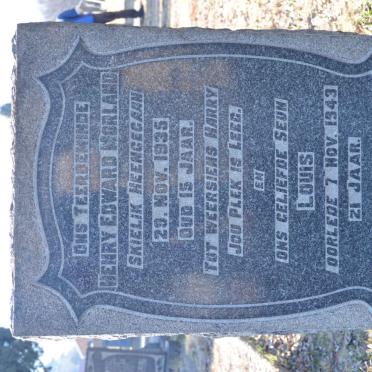 ONS TEERBEMINDE
HENRY EDWARD NORLAND
SKIELIK HEENGEGAAN
29. NOV. 1935
OUD 15 JAAR.
TOT WEERSIENS HARRY
JOU PLEK IS LEEG.
EN
ONS GELIEFDE SEUN
LOUIS
OORLEDE 7 NOV. 1943
21 JAAR.